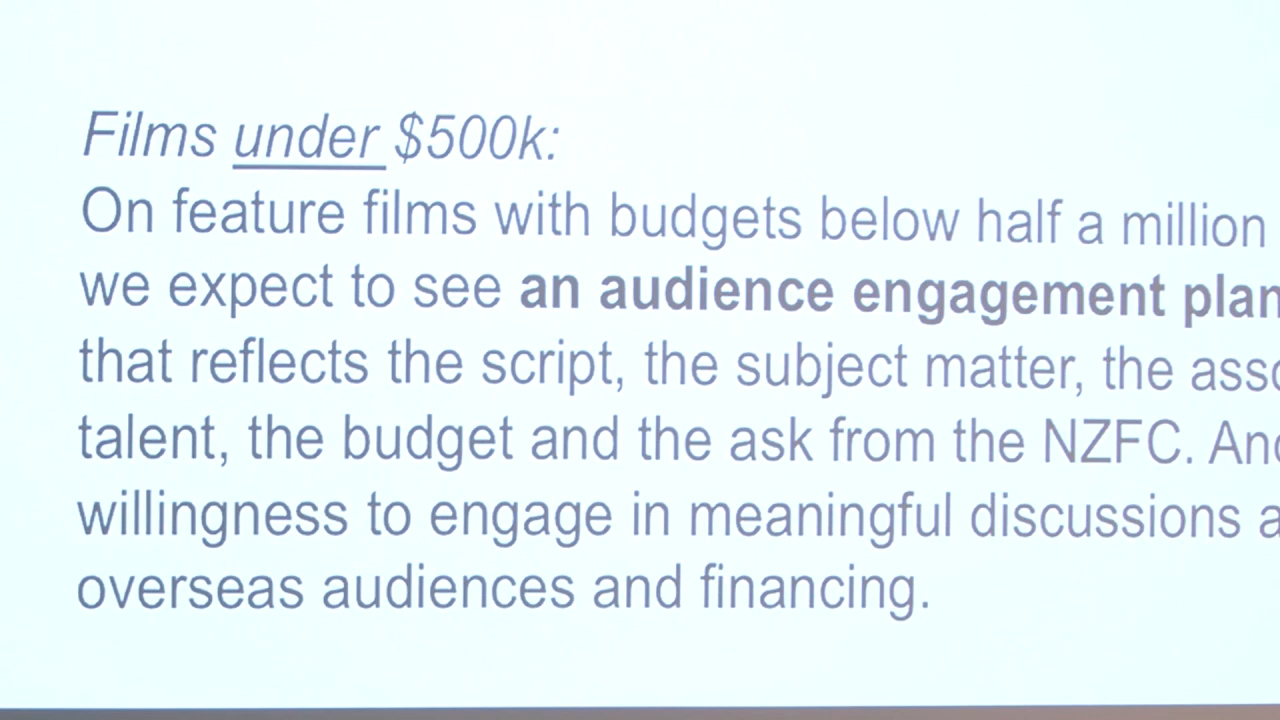 Films under $500k:
On feature films with budgets below half a million
we expect to see an audience engagement plan
that reflects the script, the subject matter, the
talent, the budget and the ask from the NZFC.
willingness to engage in meaningful discussions
overseas audiences and financing.